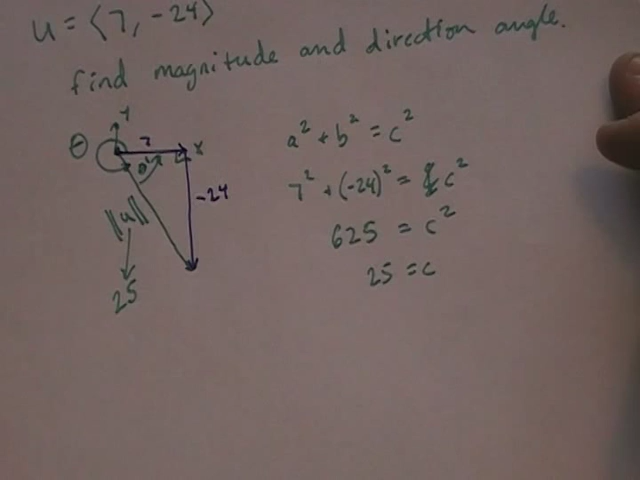 u = ⟨7, -24⟩
find magnitude and direction angle.
y
θ
7
x
-24
||u||
25
a² + b² = c²
7² + (-24)² = c²
625 = c²
25 = c